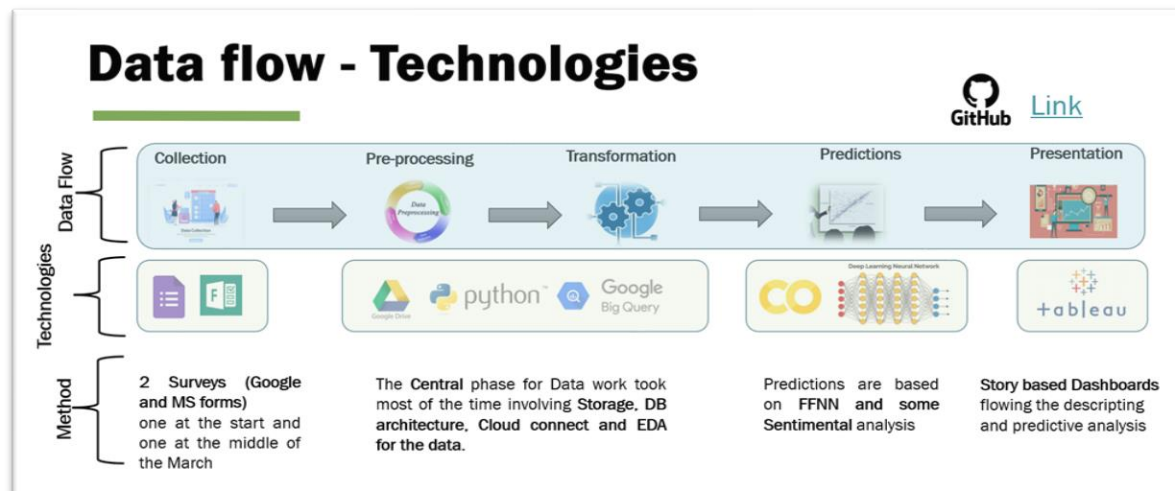 Data flow - Technologies
GitHub
Link
Data Flow
Collection
Pre-processing
Transformation
Predictions
Presentation
Data Collection
Data
Preprocessing
Technologies
F
Google Drive
python™
Google
Big Query
CO
Deep Learning Neural Network
+ableau
Method
2 Surveys (Google
and MS forms)
one at the start and
one at the middle of
the March
The Central phase for Data work took
most of the time involving Storage, DB
architecture, Cloud connect and EDA
for the data.
Predictions are based
on FFNN and some
Sentimental analysis
Story based Dashboards
flowing the descripting
and predictive analysis